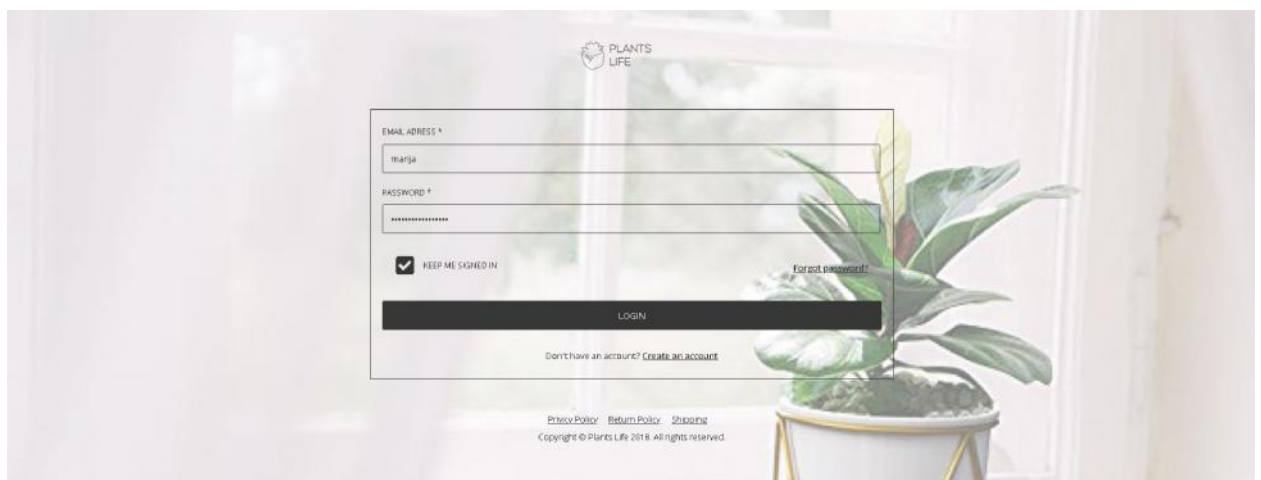 PLANTS
LIFE
EMAIL ADRESS *
marija
PASSWORD *
•••••••••••••••••
KEEP ME SIGNED IN
Forgot password?
LOGIN
Don't have an account? Create an account
Privcy Policy Return Policy Shipping
Copyright © Plants Life 2018. All rights reserved.